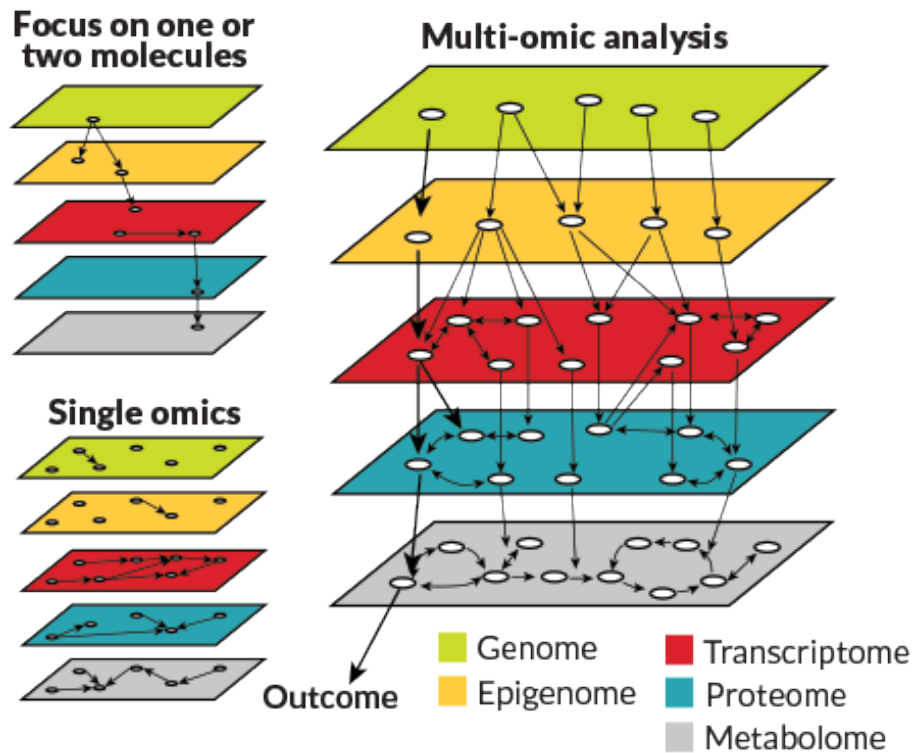 Focus on one or
two molecules
Multi-omic analysis
Single omics
Outcome
Genome
Epigenome
Transcriptome
Proteome
Metabolome